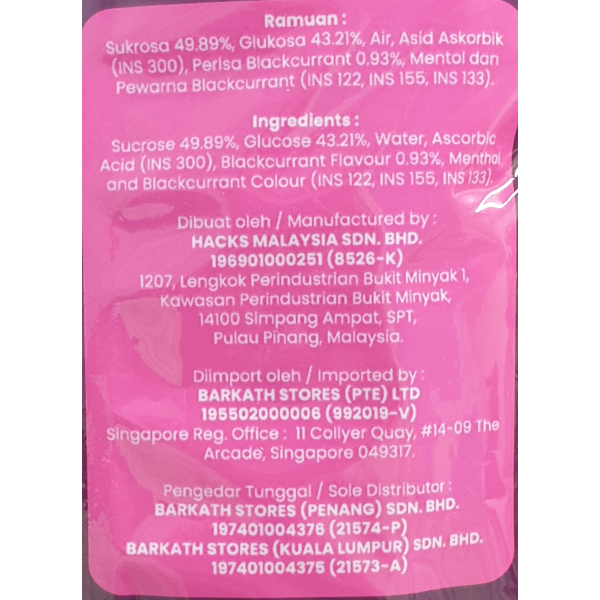 Ramuan :
Sukrosa 49.89%, Glukosa 43.21%, Air, Asid Askorbik
(INS 300), Perisa Blackcurrant 0.93%, Mentol dan
Pewarna Blackcurrant (INS 122, INS 155, INS 133).
Ingredients :
Sucrose 49.89%, Glucose 43.21%, Water, Ascorbic
Acid (INS 300), Blackcurrant Flavour 0.93%, Menthol
and Blackcurrant Colour (INS 122, INS 155, INS 133).
Dibuat oleh / Manufactured by :
HACKS MALAYSIA SDN. BHD.
196901000251 (8526-K)
1207, Lengkok Perindustrian Bukit Minyak 1,
Kawasan Perindustrian Bukit Minyak,
14100 Simpang Ampat, SPT,
Pulau Pinang, Malaysia.
Diimport oleh / Imported by :
BARKATH STORES (PTE) LTD
195502000006 (992019-V)
Singapore Reg. Office : 11 Collyer Quay, #14-09 The
Arcade, Singapore 049317.
Pengedar Tunggal / Sole Distributor :
BARKATH STORES (PENANG) SDN. BHD.
197401004376 (21574-P)
BARKATH STORES (KUALA LUMPUR) SDN. BHD.
197401004375 (21573-A)